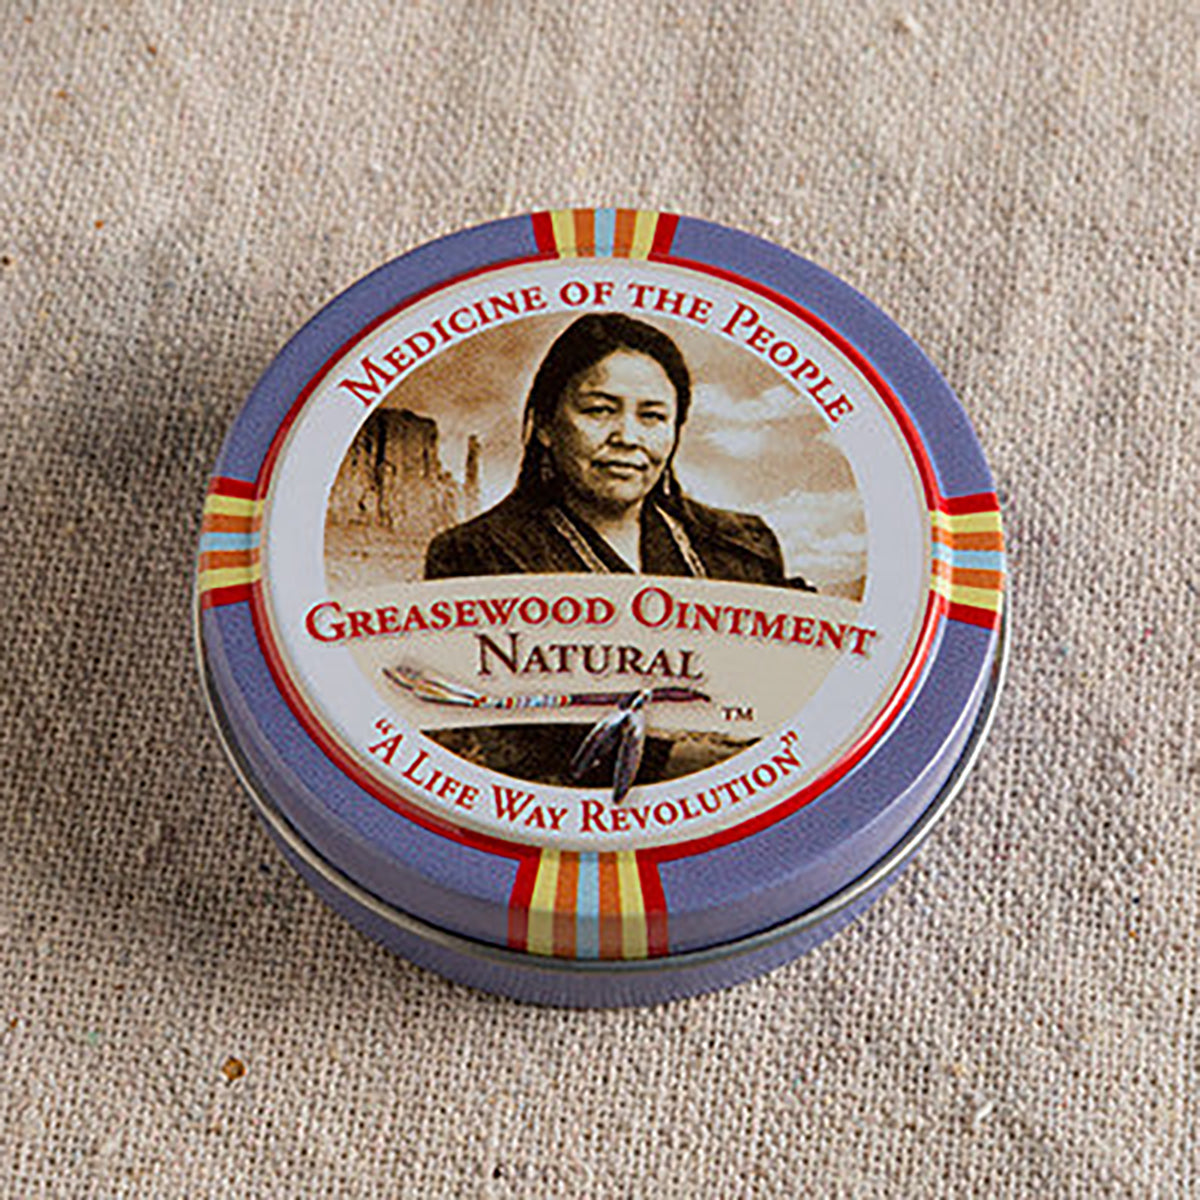 Medicine of the People
Greasewood Ointment
Natural
™
"A Life Way Revolution"